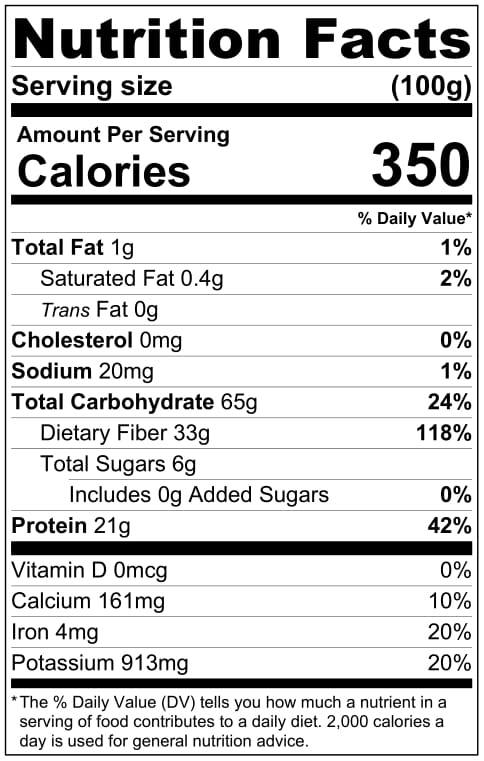 Nutrition Facts
Serving size (100g)
Amount Per Serving
Calories 350
% Daily Value*
Total Fat 1g 1%
Saturated Fat 0.4g 2%
Trans Fat 0g
Cholesterol 0mg 0%
Sodium 20mg 1%
Total Carbohydrate 65g 24%
Dietary Fiber 33g 118%
Total Sugars 6g
Includes 0g Added Sugars 0%
Protein 21g 42%
Vitamin D 0mcg 0%
Calcium 161mg 10%
Iron 4mg 20%
Potassium 913mg 20%
*The % Daily Value (DV) tells you how much a nutrient in a
serving of food contributes to a daily diet. 2,000 calories a
day is used for general nutrition advice.